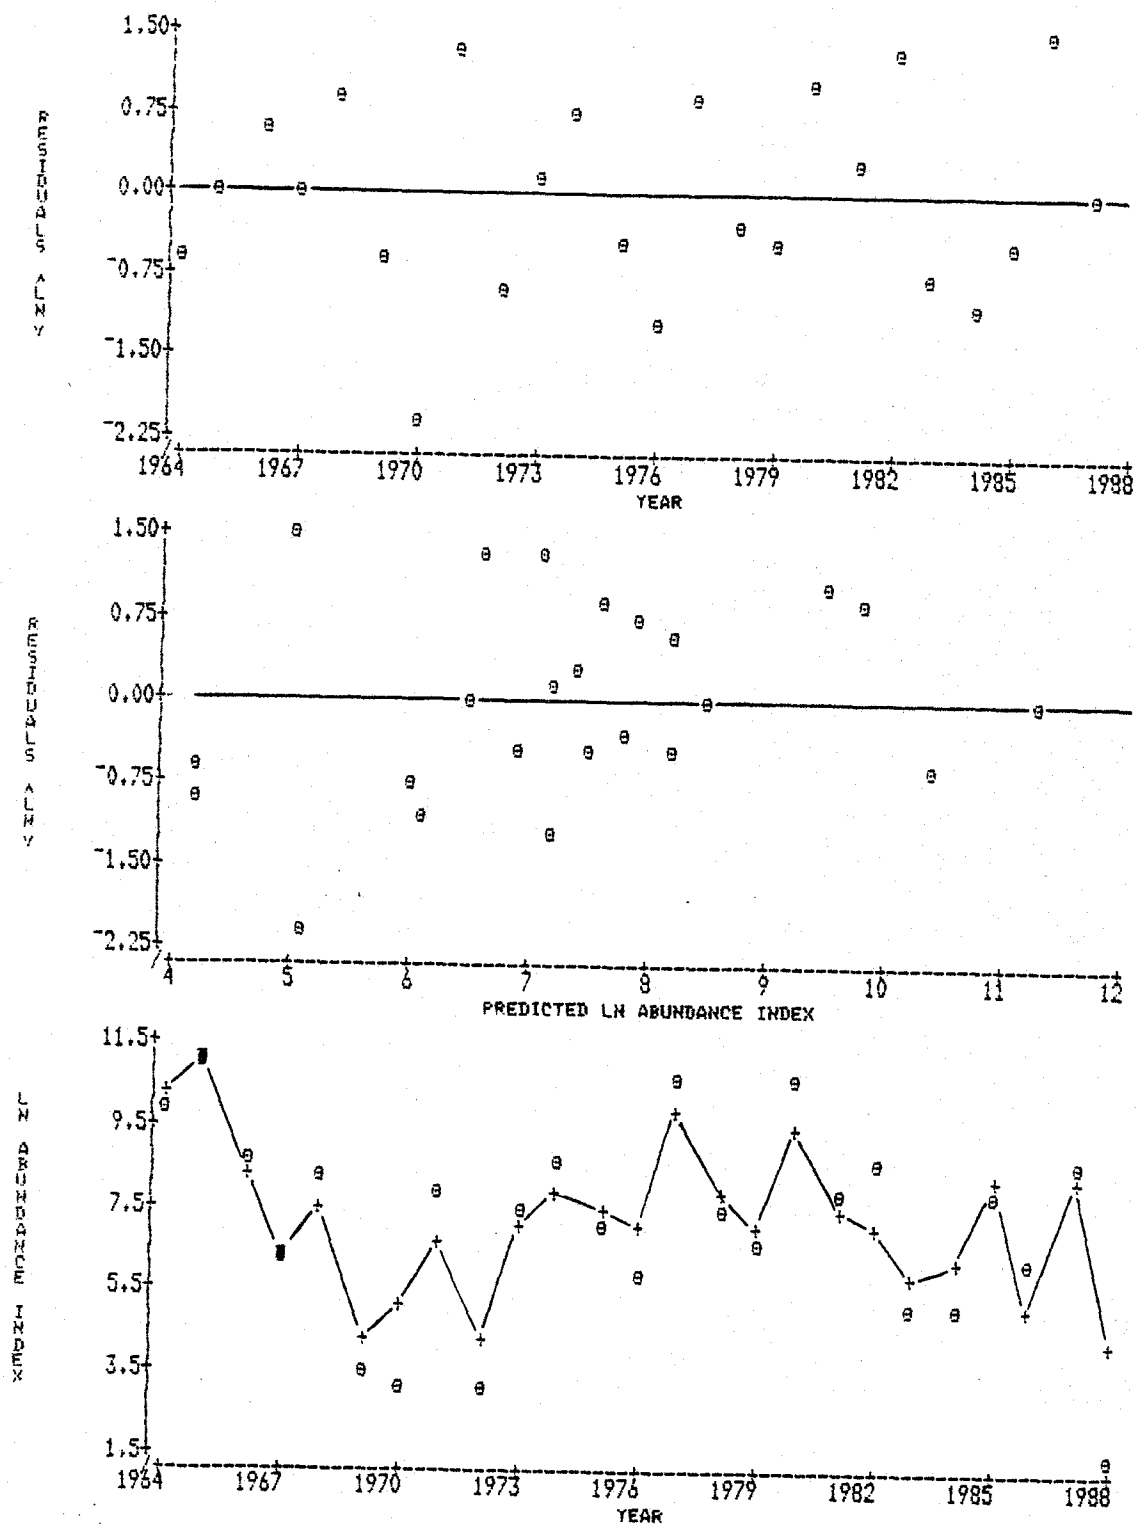 1.50
0.75
0.00
-0.75
-1.50
-2.25
RESIDUALS ALNY
1964 1967 1970 1973 1976 1979 1982 1985 1988
YEAR
1.50
0.75
0.00
-0.75
-1.50
-2.25
RESIDUALS ALNY
4 5 6 7 8 9 10 11 12
PREDICTED LN ABUNDANCE INDEX
11.5
9.5
7.5
5.5
3.5
1.5
LN ABUNDANCE INDEX
1964 1967 1970 1973 1976 1979 1982 1985 1988
YEAR